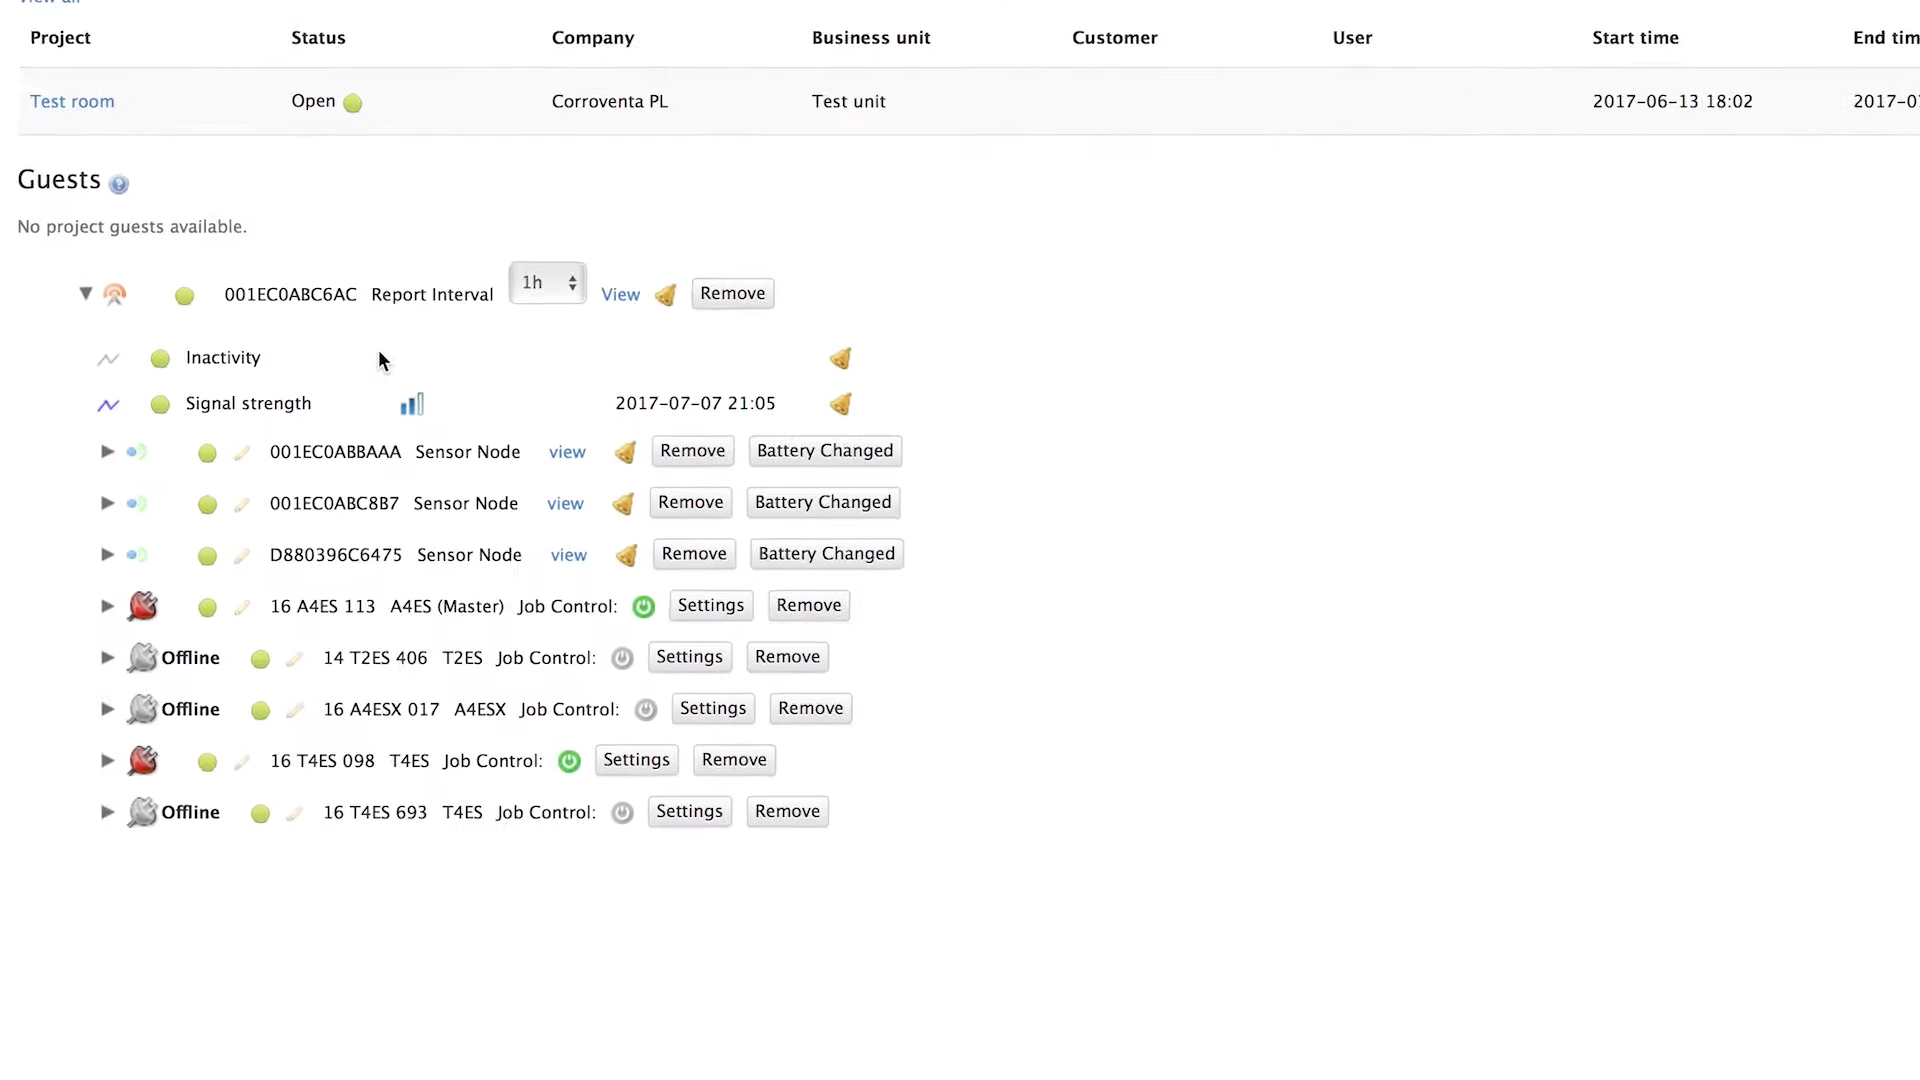 View all
Project Status Company Business unit Customer User Start time End tim
Test room Open Corroventa PL Test unit 2017-06-13 18:02 2017-0
Guests
No project guests available.
001EC0ABC6AC Report Interval 1h View Remove
Inactivity
Signal strength 2017-07-07 21:05
001EC0ABBAAA Sensor Node view Remove Battery Changed
001EC0ABC8B7 Sensor Node view Remove Battery Changed
D880396C6475 Sensor Node view Remove Battery Changed
16 A4ES 113 A4ES (Master) Job Control: Settings Remove
Offline 14 T2ES 406 T2ES Job Control: Settings Remove
Offline 16 A4ESX 017 A4ESX Job Control: Settings Remove
16 T4ES 098 T4ES Job Control: Settings Remove
Offline 16 T4ES 693 T4ES Job Control: Settings Remove